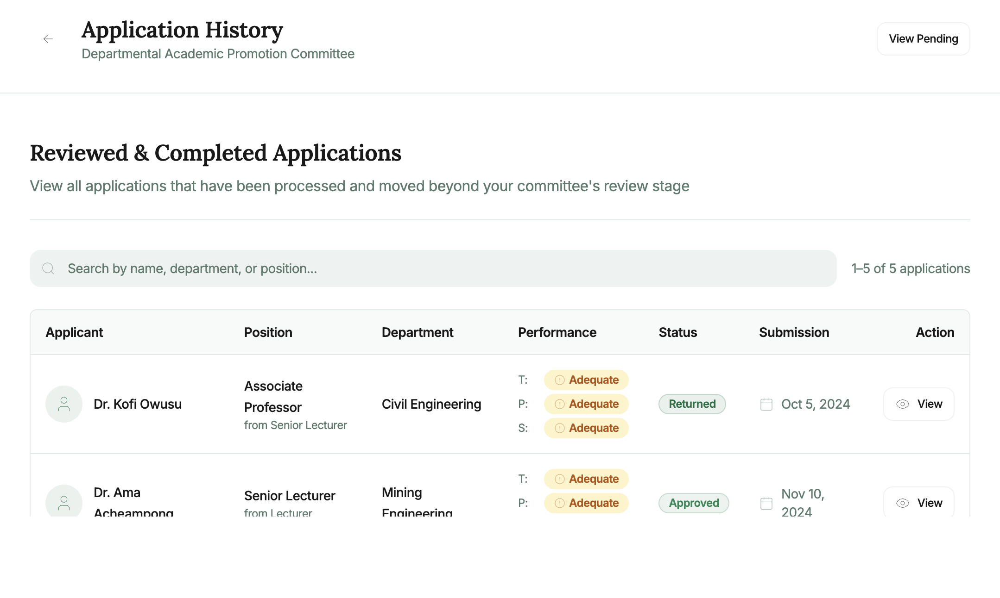 Application History
Departmental Academic Promotion Committee
View Pending
Reviewed & Completed Applications
View all applications that have been processed and moved beyond your committee's review stage
Search by name, department, or position...
1–5 of 5 applications
Applicant Position Department Performance Status Submission Action
Dr. Kofi Owusu
Associate
Professor
from Senior Lecturer
Civil Engineering
T: Adequate
P: Adequate
S: Adequate
Returned
Oct 5, 2024
View
Dr. Ama
Acheampong
Senior Lecturer
from Lecturer
Mining
Engineering
T: Adequate
P: Adequate
Approved
Nov 10,
2024
View